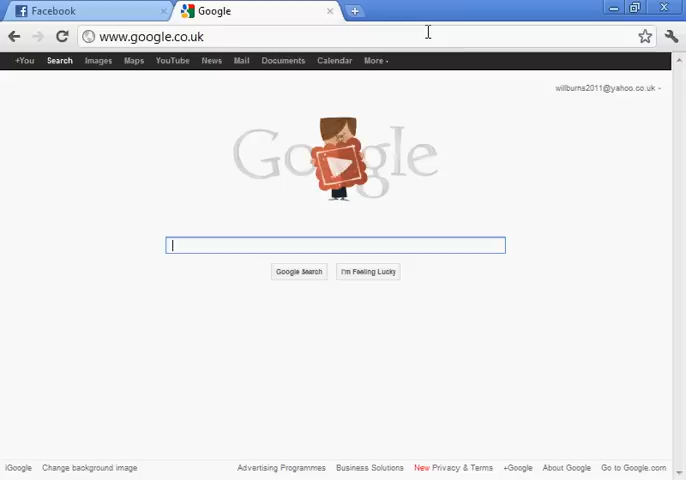 Facebook
Google
www.google.co.uk
+You Search Images Maps YouTube News Mail Documents Calendar More
willburns2011@yahoo.co.uk
Google
Google Search I'm Feeling Lucky
iGoogle Change background image Advertising Programmes Business Solutions New Privacy & Terms +Google About Google Go to Google.com